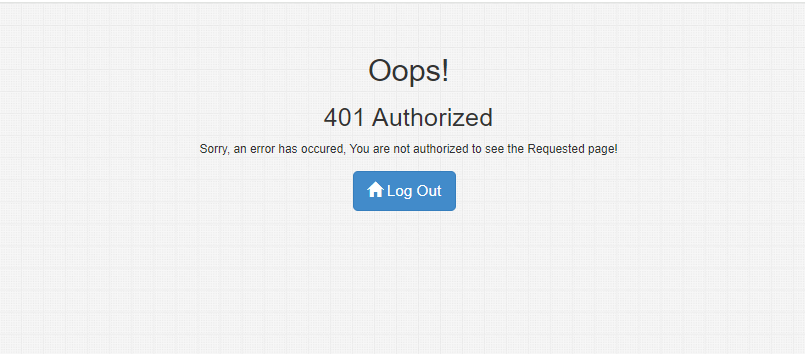 Oops!
401 Authorized
Sorry, an error has occured, You are not authorized to see the Requested page!
Log Out